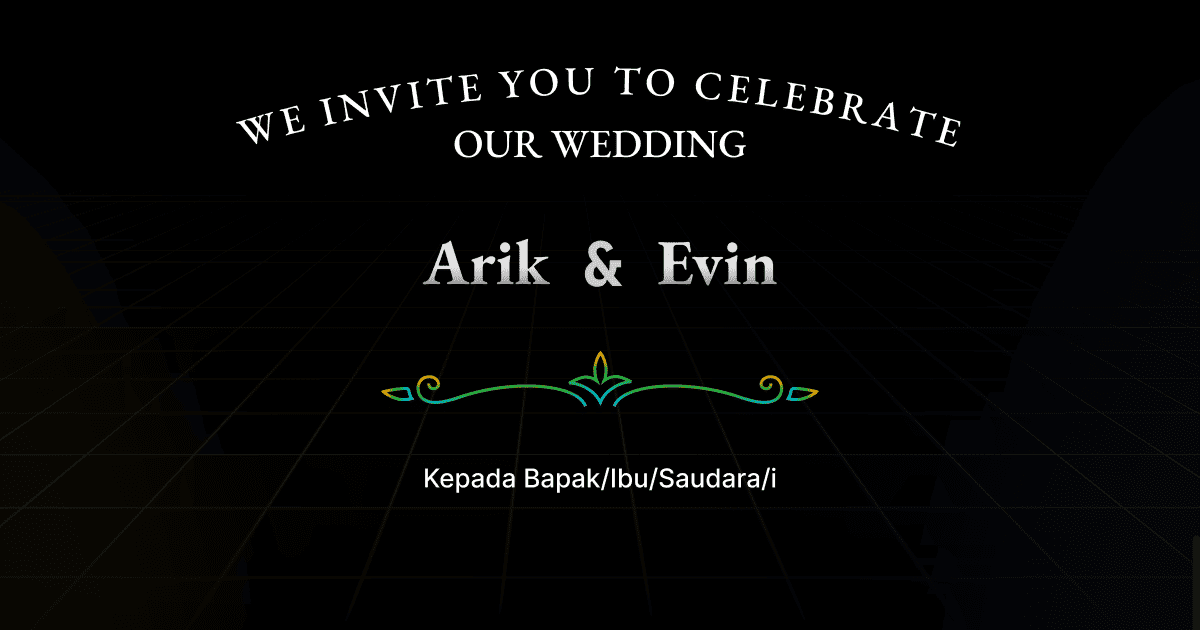 WE INVITE YOU TO CELEBRATE
OUR WEDDING
Arik & Evin
Kepada Bapak/Ibu/Saudara/i